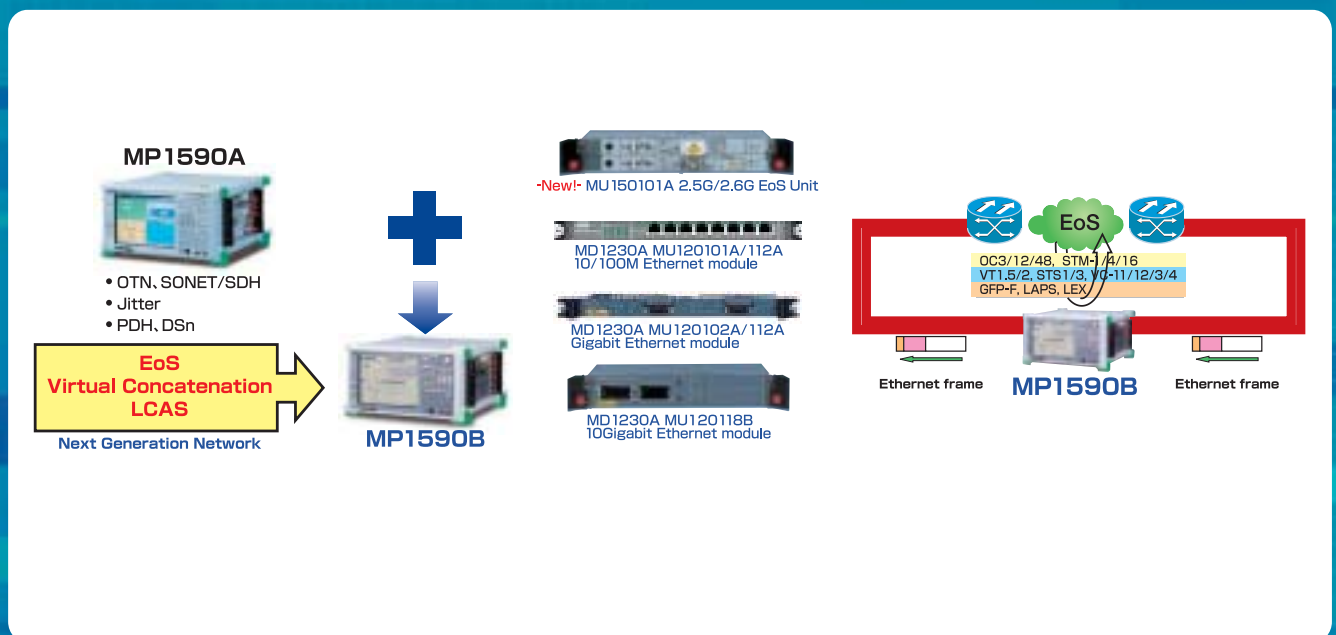 MP1590A
• OTN、SONET/SDH
• Jitter
• PDH、DSn
EoS
Virtual Concatenation
LCAS
Next Generation Network
MP1590B
-New!- MU150101A 2.5G/2.6G EoS Unit
MD1230A MU120101A/112A
10/100M Ethernet module
MD1230A MU120102A/112A
Gigabit Ethernet module
MD1230A MU120118B
10Gigabit Ethernet module
EoS
OC3/12/48, STM-1/4/16
VT1.5/2, STS1/3, VC-11/12/3/4
GFP-F, LAPS, LEX
Ethernet frame
MP1590B
Ethernet frame